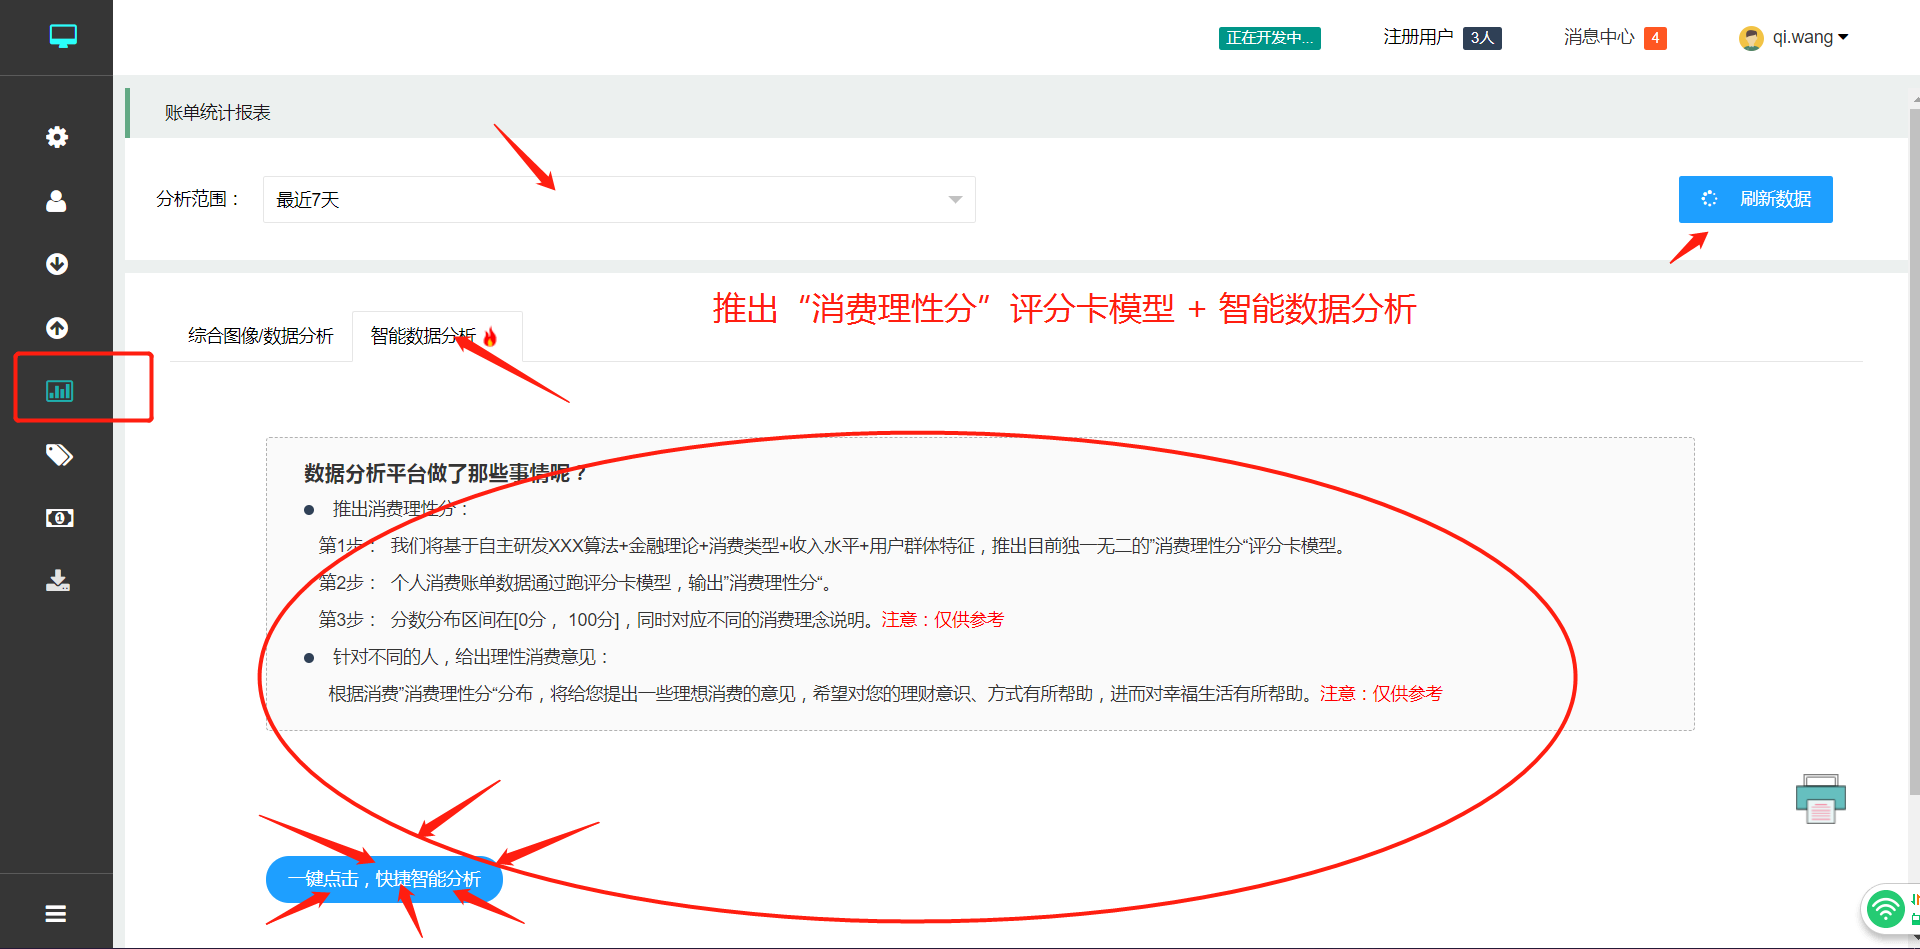 正在开发中...
注册用户 3人
消息中心 4
qi.wang
账单统计报表
分析范围：
最近7天
刷新数据
推出“消费理性分”评分卡模型 + 智能数据分析
综合图像/数据分析
智能数据分析
数据分析平台做了那些事情呢？
推出消费理性分：
第1步： 我们将基于自主研发XXX算法+金融理论+消费类型+收入水平+用户群体特征，推出目前独一无二的”消费理性分“评分卡模型。
第2步： 个人消费账单数据通过跑评分卡模型，输出”消费理性分“。
第3步： 分数分布区间在[0分， 100分]，同时对应不同的消费理念说明。注意：仅供参考
针对不同的人，给出理性消费意见：
根据消费”消费理性分“分布，将给您提出一些理想消费的意见，希望对您的理财意识、方式有所帮助，进而对幸福生活有所帮助。注意：仅供参考
一键点击，快捷智能分析